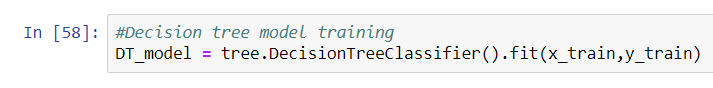 In [58]: #Decision tree model training
DT_model = tree.DecisionTreeClassifier().fit(x_train,y_train)